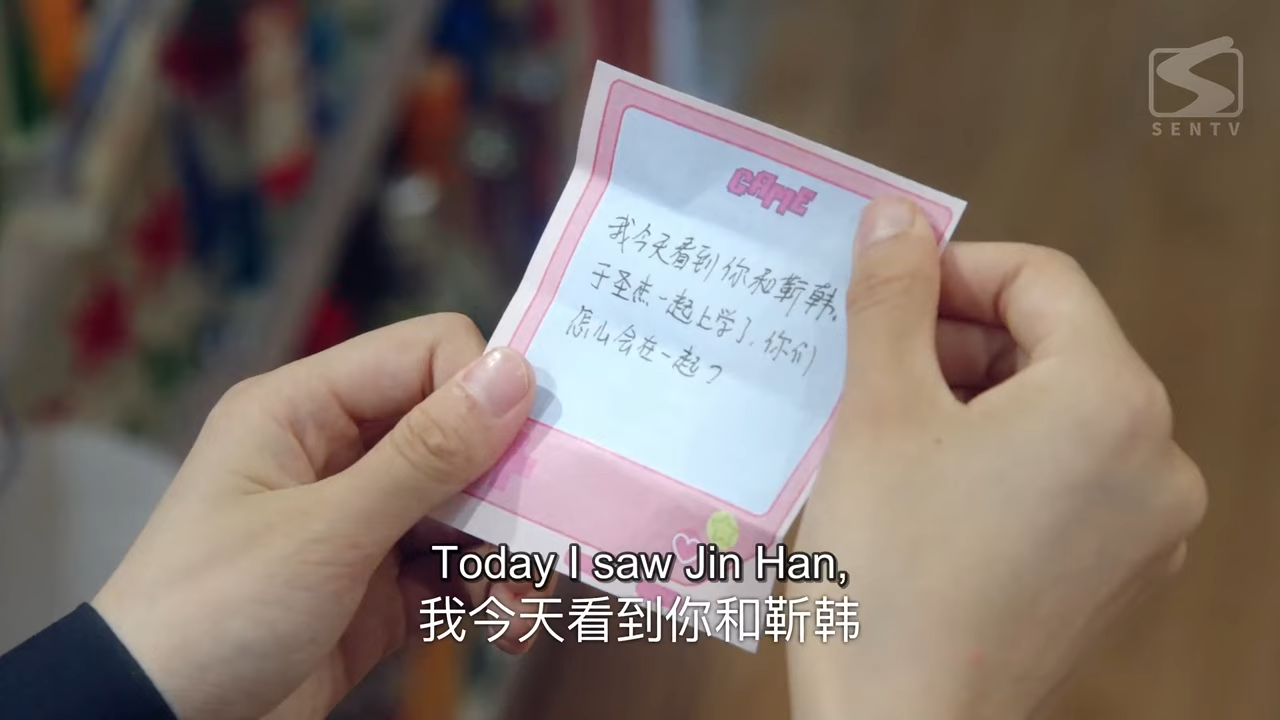 SENTV
GAME
我今天看到你和靳韩、
于圣杰一起上学了，你们
怎么会在一起？
Today I saw Jin Han,
我今天看到你和靳韩